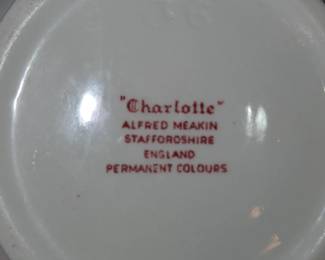 "Charlotte"
ALFRED MEAKIN
STAFFORDSHIRE
ENGLAND
PERMANENT COLOURS